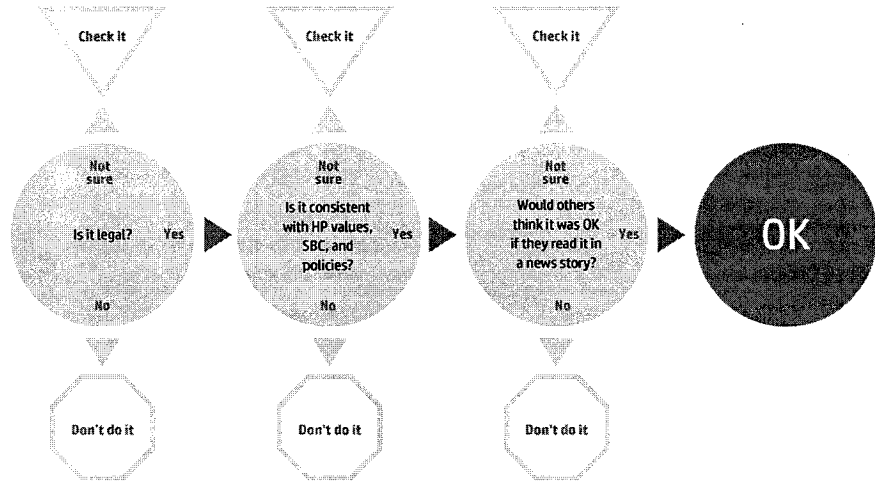 Check it
Check it
Check it
Not
sure
Is it legal?
Yes
No
Not
sure
Is it consistent
with HP values,
SBC, and
policies?
Yes
No
Not
sure
Would others
think it was OK
if they read it in
a news story?
Yes
No
OK
Don't do it
Don't do it
Don't do it